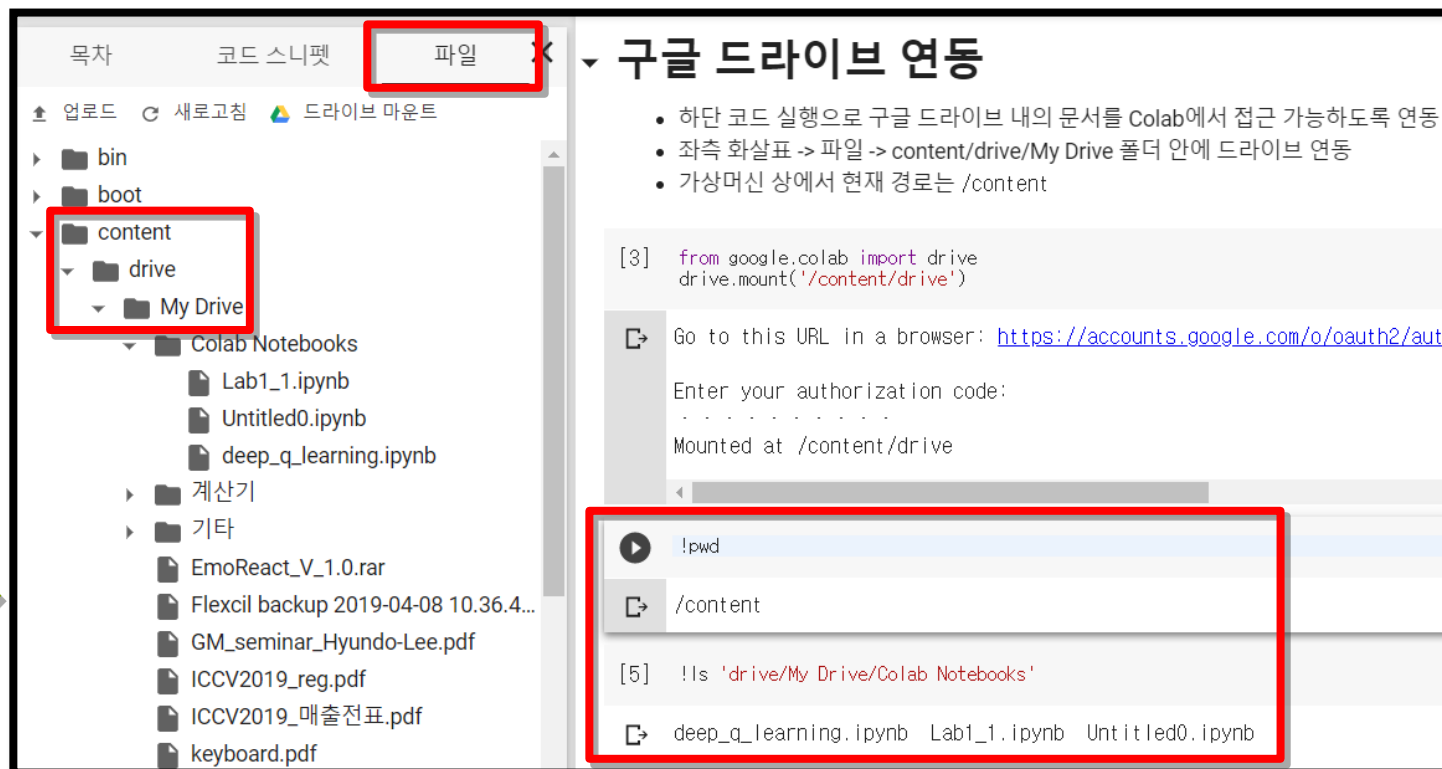 목차 코드 스니펫 파일 X
업로드 새로고침 드라이브 마운트
bin
boot
content
drive
My Drive
Colab Notebooks
Lab1_1.ipynb
Untitled0.ipynb
deep_q_learning.ipynb
계산기
기타
EmoReact_V_1.0.rar
Flexcil backup 2019-04-08 10.36.4...
GM_seminar_Hyundo-Lee.pdf
ICCV2019_reg.pdf
ICCV2019_매출전표.pdf
keyboard.pdf
구글 드라이브 연동
• 하단 코드 실행으로 구글 드라이브 내의 문서를 Colab에서 접근 가능하도록 연동
• 좌측 화살표 -> 파일 -> content/drive/My Drive 폴더 안에 드라이브 연동
• 가상머신 상에서 현재 경로는 /content
[3] from google.colab import drive
drive.mount('/content/drive')
Go to this URL in a browser: https://accounts.google.com/o/oauth2/aut
Enter your authorization code:
··········
Mounted at /content/drive
!pwd
/content
[5] !ls 'drive/My Drive/Colab Notebooks'
deep_q_learning.ipynb Lab1_1.ipynb Untitled0.ipynb